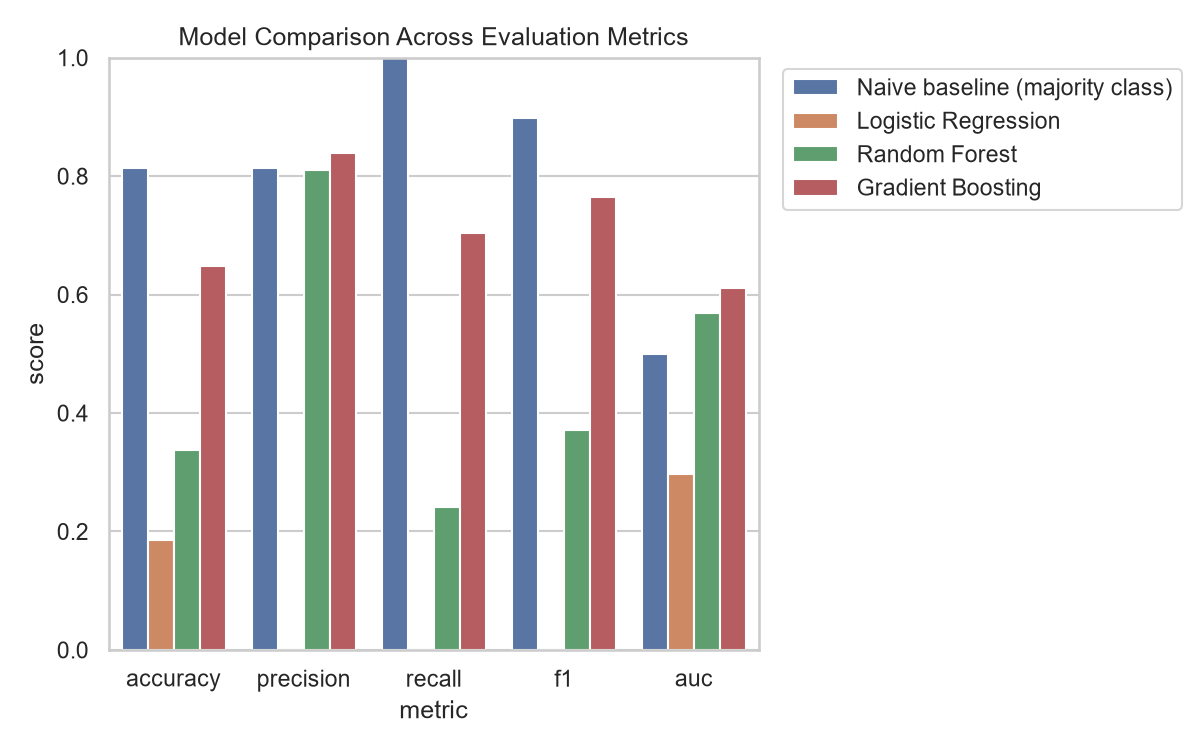 Model Comparison Across Evaluation Metrics
1.0
0.8
0.6
0.4
0.2
0.0
score
accuracy precision recall f1 auc
metric
Naive baseline (majority class)
Logistic Regression
Random Forest
Gradient Boosting